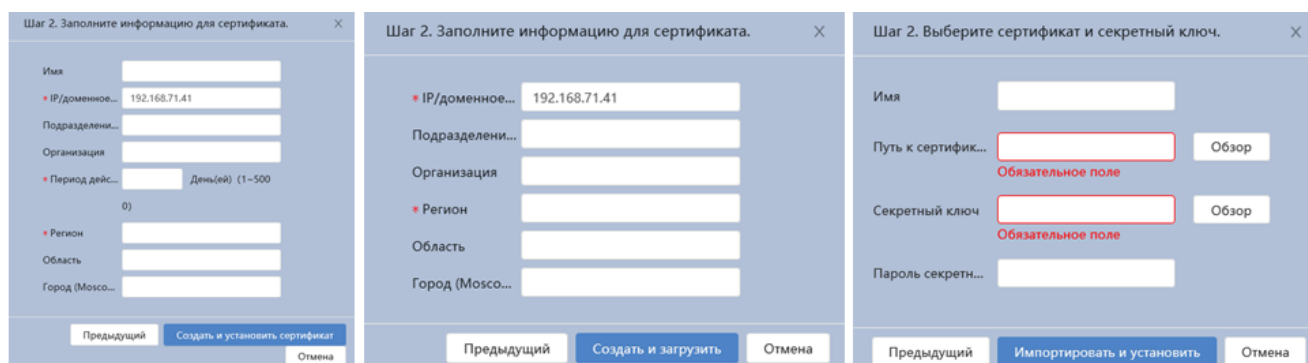 Шаг 2. Заполните информацию для сертификата.
Имя
* IP/доменное... 192.168.71.41
Подразделени...
Организация
* Период дейс... День(ей) (1~500
0)
* Регион
Область
Город (Mosco...
Предыдущий Создать и установить сертификат
Отмена
Шаг 2. Заполните информацию для сертификата.
* IP/доменное... 192.168.71.41
Подразделени...
Организация
* Регион
Область
Город (Mosco...
Предыдущий Создать и загрузить Отмена
Шаг 2. Выберите сертификат и секретный ключ.
Имя
Путь к сертифик... Обзор
Обязательное поле
Секретный ключ Обзор
Обязательное поле
Пароль секретн...
Предыдущий Импортировать и установить Отмена